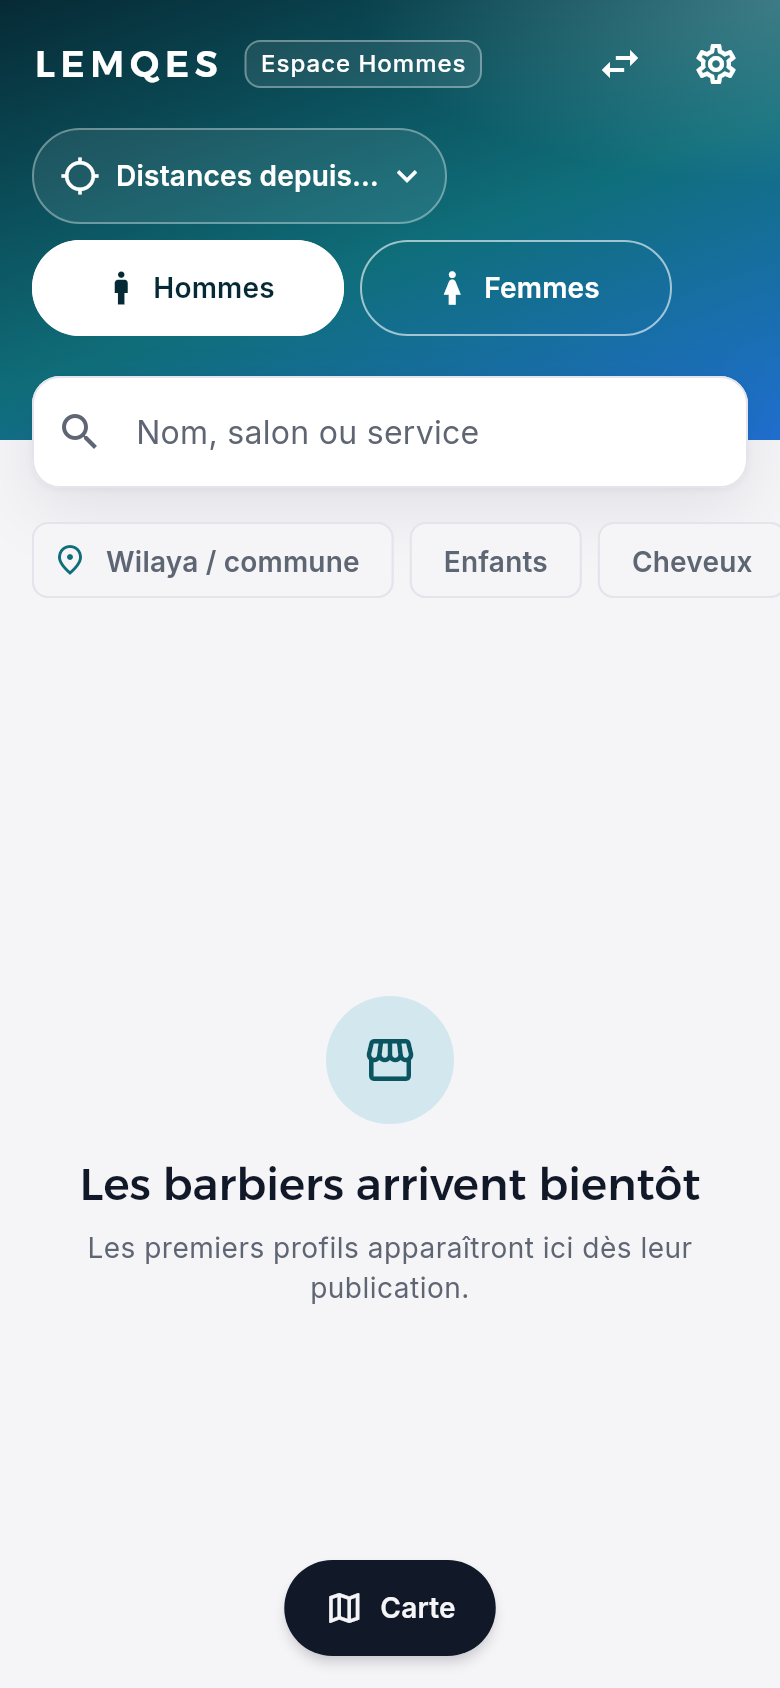 LEMQES
Espace Hommes
Distances depuis...
Hommes
Femmes
Nom, salon ou service
Wilaya / commune
Enfants
Cheveux
Les barbiers arrivent bientôt
Les premiers profils apparaîtront ici dès leur
publication.
Carte